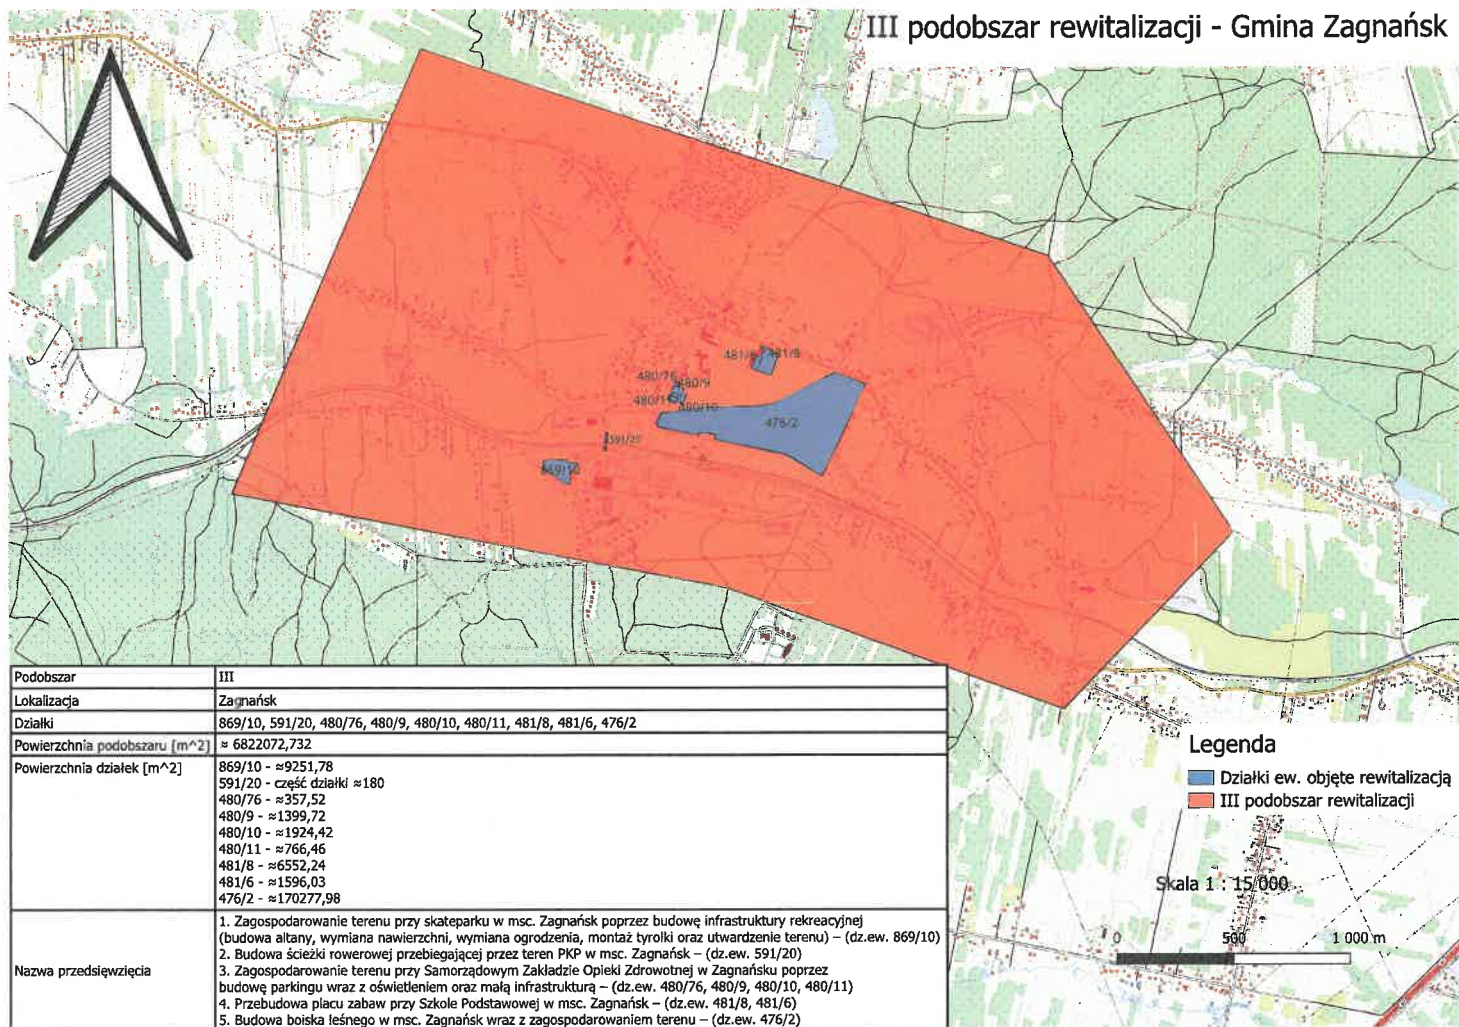 III podobszar rewitalizacji - Gmina Zagnańsk
481/6 481/8
480/76
480/9
480/11
480/10
476/2
591/20
869/10
Podobszar III
Lokalizacja Zagnańsk
Działki 869/10, 591/20, 480/76, 480/9, 480/10, 480/11, 481/8, 481/6, 476/2
Powierzchnia podobszaru [m^2] ≈ 6822072,732
Powierzchnia działek [m^2] 869/10 - ≈9251,78
591/20 - część działki ≈180
480/76 - ≈357,52
480/9 - ≈1399,72
480/10 - ≈1924,42
480/11 - ≈766,46
481/8 - ≈6552,24
481/6 - ≈1596,03
476/2 - ≈170277,98
Nazwa przedsięwzięcia
1. Zagospodarowanie terenu przy skateparku w msc. Zagnańsk poprzez budowę infrastruktury rekreacyjnej
(budowa altany, wymiana nawierzchni, wymiana ogrodzenia, montaż tyrolki oraz utwardzenie terenu) – (dz.ew. 869/10)
2. Budowa ścieżki rowerowej przebiegającej przez teren PKP w msc. Zagnańsk – (dz.ew. 591/20)
3. Zagospodarowanie terenu przy Samorządowym Zakładzie Opieki Zdrowotnej w Zagnańsku poprzez
budowę parkingu wraz z oświetleniem oraz małą infrastrukturą – (dz.ew. 480/76, 480/9, 480/10, 480/11)
4. Przebudowa placu zabaw przy Szkole Podstawowej w msc. Zagnańsk – (dz.ew. 481/8, 481/6)
5. Budowa boiska leśnego w msc. Zagnańsk wraz z zagospodarowaniem terenu – (dz.ew. 476/2)
Legenda
Działki ew. objęte rewitalizacją
III podobszar rewitalizacji
Skala 1 : 15 000
0 500 1 000 m